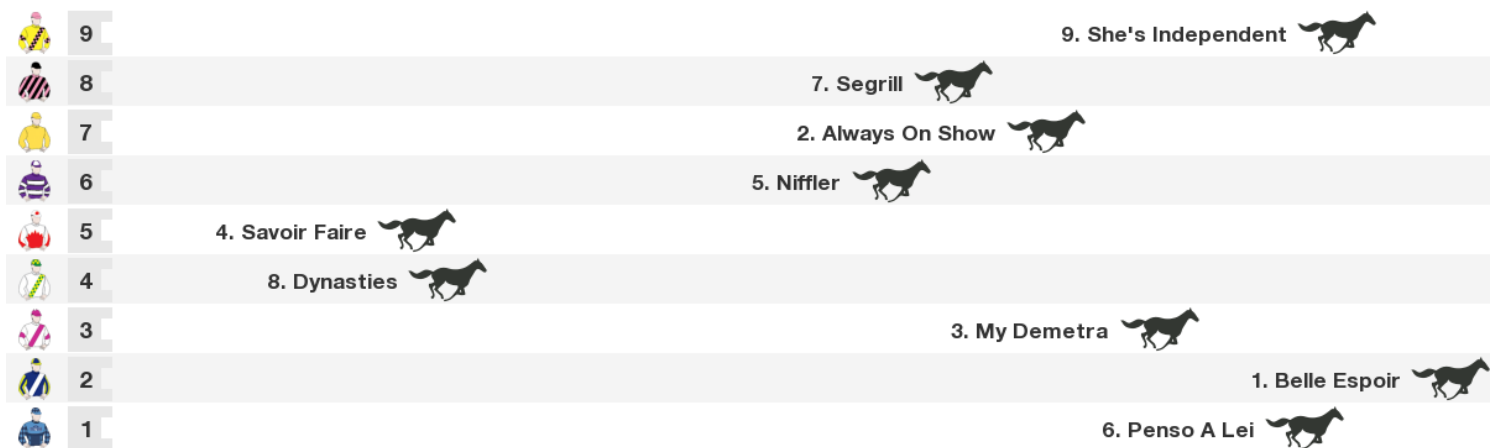 9 9. She's Independent
8 7. Segrill
7 2. Always On Show
6 5. Niffler
5 4. Savoir Faire
4 8. Dynasties
3 3. My Demetra
2 1. Belle Espoir
1 6. Penso A Lei